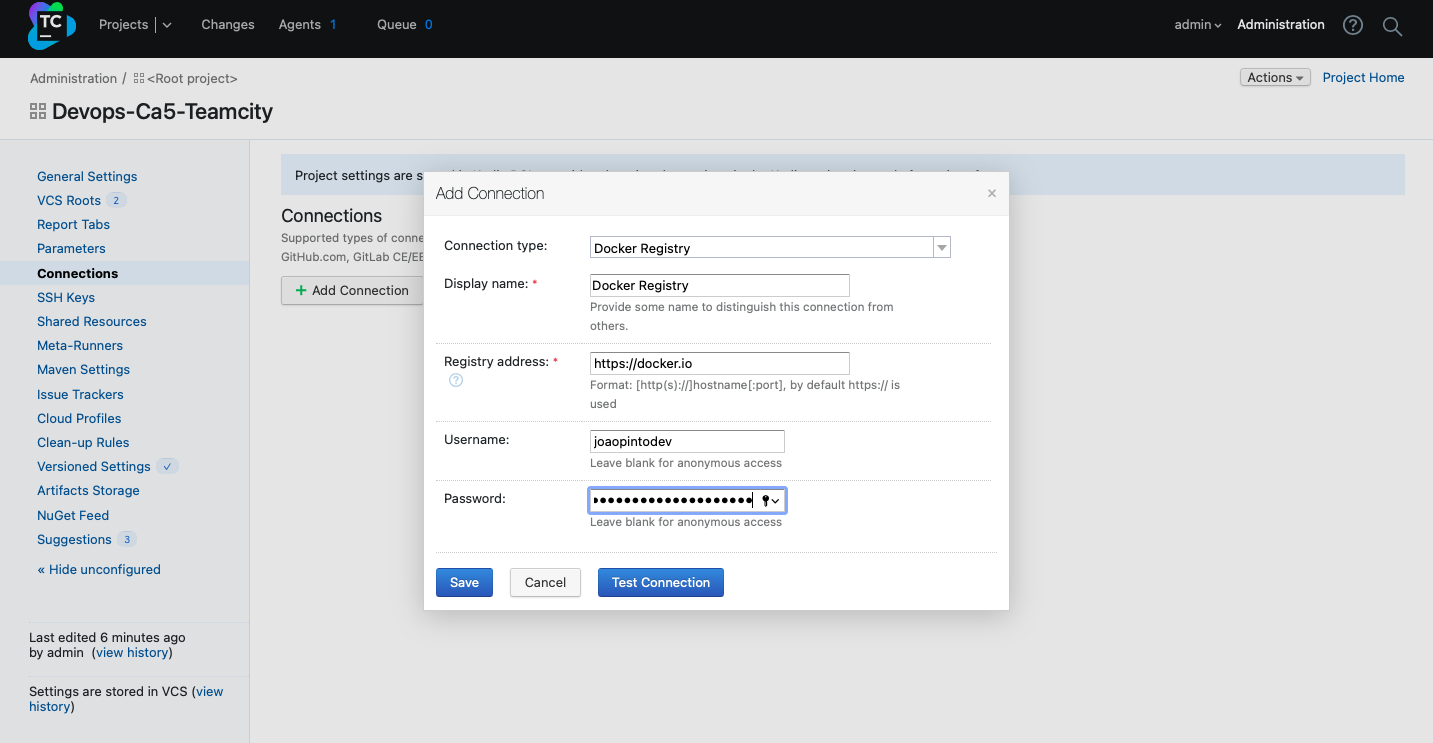 TC
Projects
Changes
Agents 1
Queue 0
admin
Administration
Administration / <Root project>
Actions
Project Home
Devops-Ca5-Teamcity
General Settings
VCS Roots 2
Report Tabs
Parameters
Connections
SSH Keys
Shared Resources
Meta-Runners
Maven Settings
Issue Trackers
Cloud Profiles
Clean-up Rules
Versioned Settings
Artifacts Storage
NuGet Feed
Suggestions 3
« Hide unconfigured
Last edited 6 minutes ago
by admin (view history)
Settings are stored in VCS (view
history)
Project settings are s
Connections
Supported types of conne
GitHub.com, GitLab CE/EE
+ Add Connection
Add Connection
×
Connection type:
Docker Registry
Display name: *
Docker Registry
Provide some name to distinguish this connection from
others.
Registry address: *
?
https://docker.io
Format: [http(s)://]hostname[:port], by default https:// is
used
Username:
joaopintodev
Leave blank for anonymous access
Password:
Leave blank for anonymous access
Save
Cancel
Test Connection